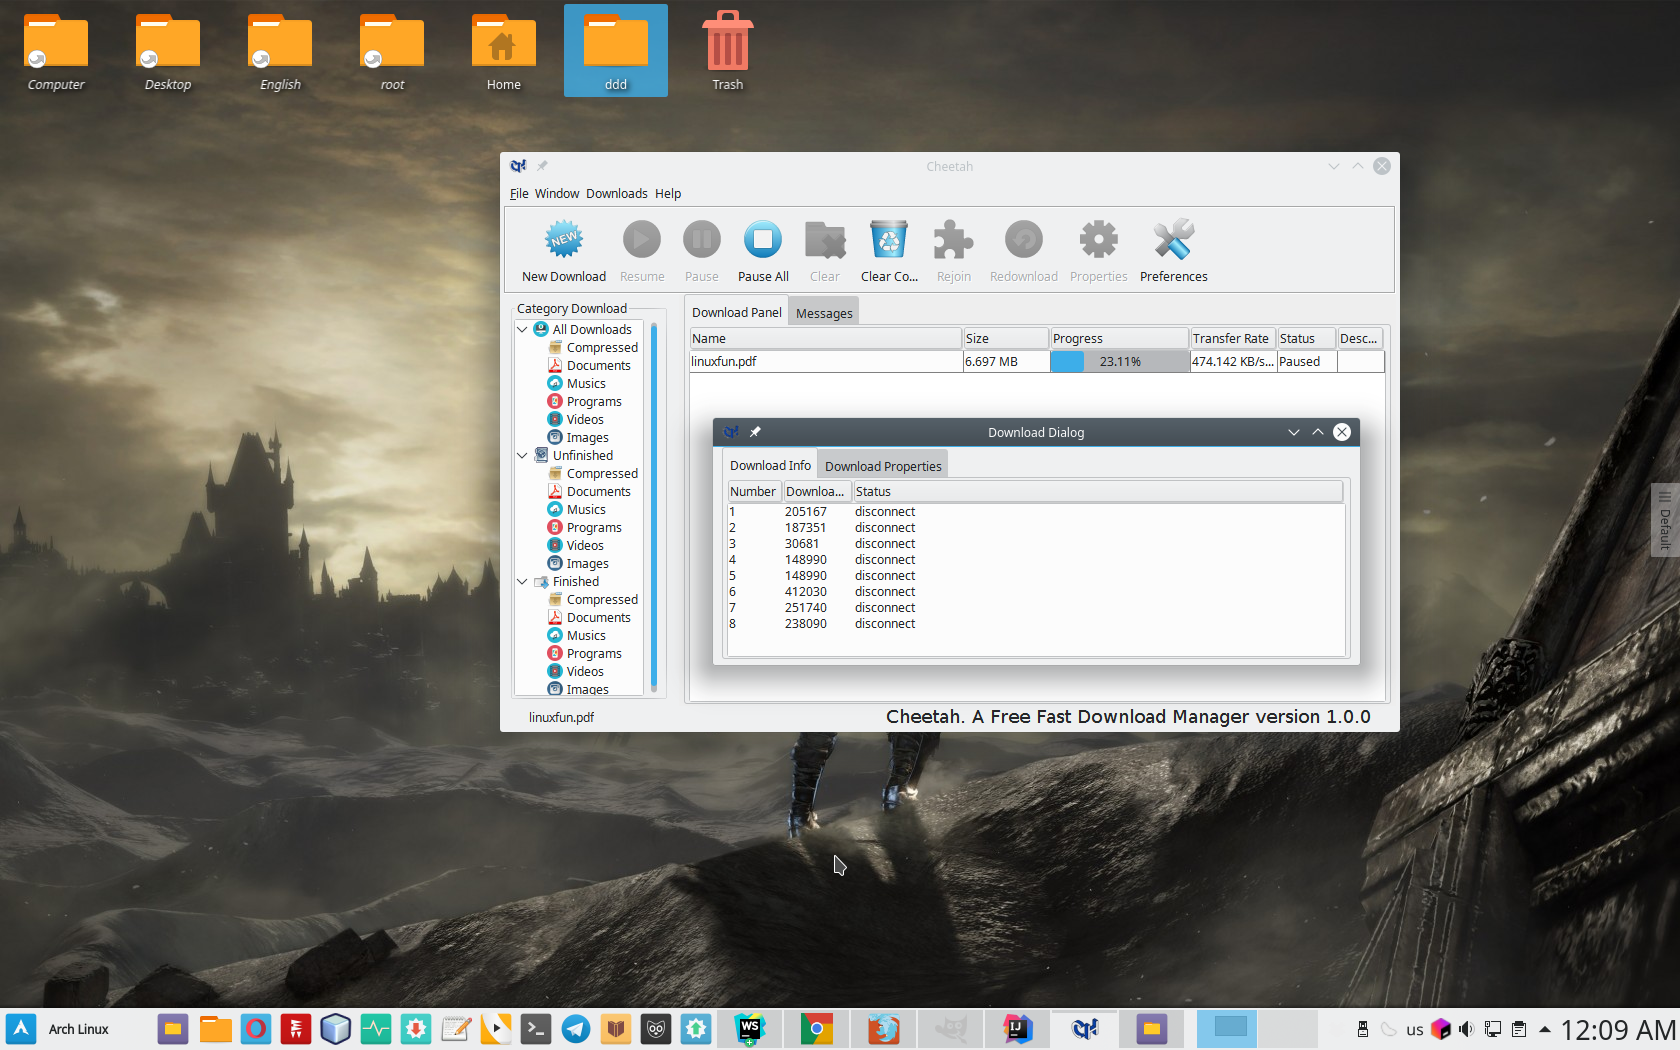 Computer
Desktop
English
root
Home
ddd
Trash
Cheetah
File Window Downloads Help
NEW
New Download Resume Pause Pause All Clear Clear Co... Rejoin Redownload Properties Preferences
Category Download
All Downloads
Compressed
Documents
Musics
Programs
Videos
Images
Unfinished
Compressed
Documents
Musics
Programs
Videos
Images
Finished
Compressed
Documents
Musics
Programs
Videos
Images
Download Panel Messages
Name Size Progress Transfer Rate Status Desc...
linuxfun.pdf 6.697 MB 23.11% 474.142 KB/s... Paused
Download Dialog
Download Info Download Properties
Number Downloa... Status
1 205167 disconnect
2 187351 disconnect
3 30681 disconnect
4 148990 disconnect
5 148990 disconnect
6 412030 disconnect
7 251740 disconnect
8 238090 disconnect
linuxfun.pdf
Cheetah. A Free Fast Download Manager version 1.0.0
Default
Arch Linux
WS
IJ
us
12:09 AM